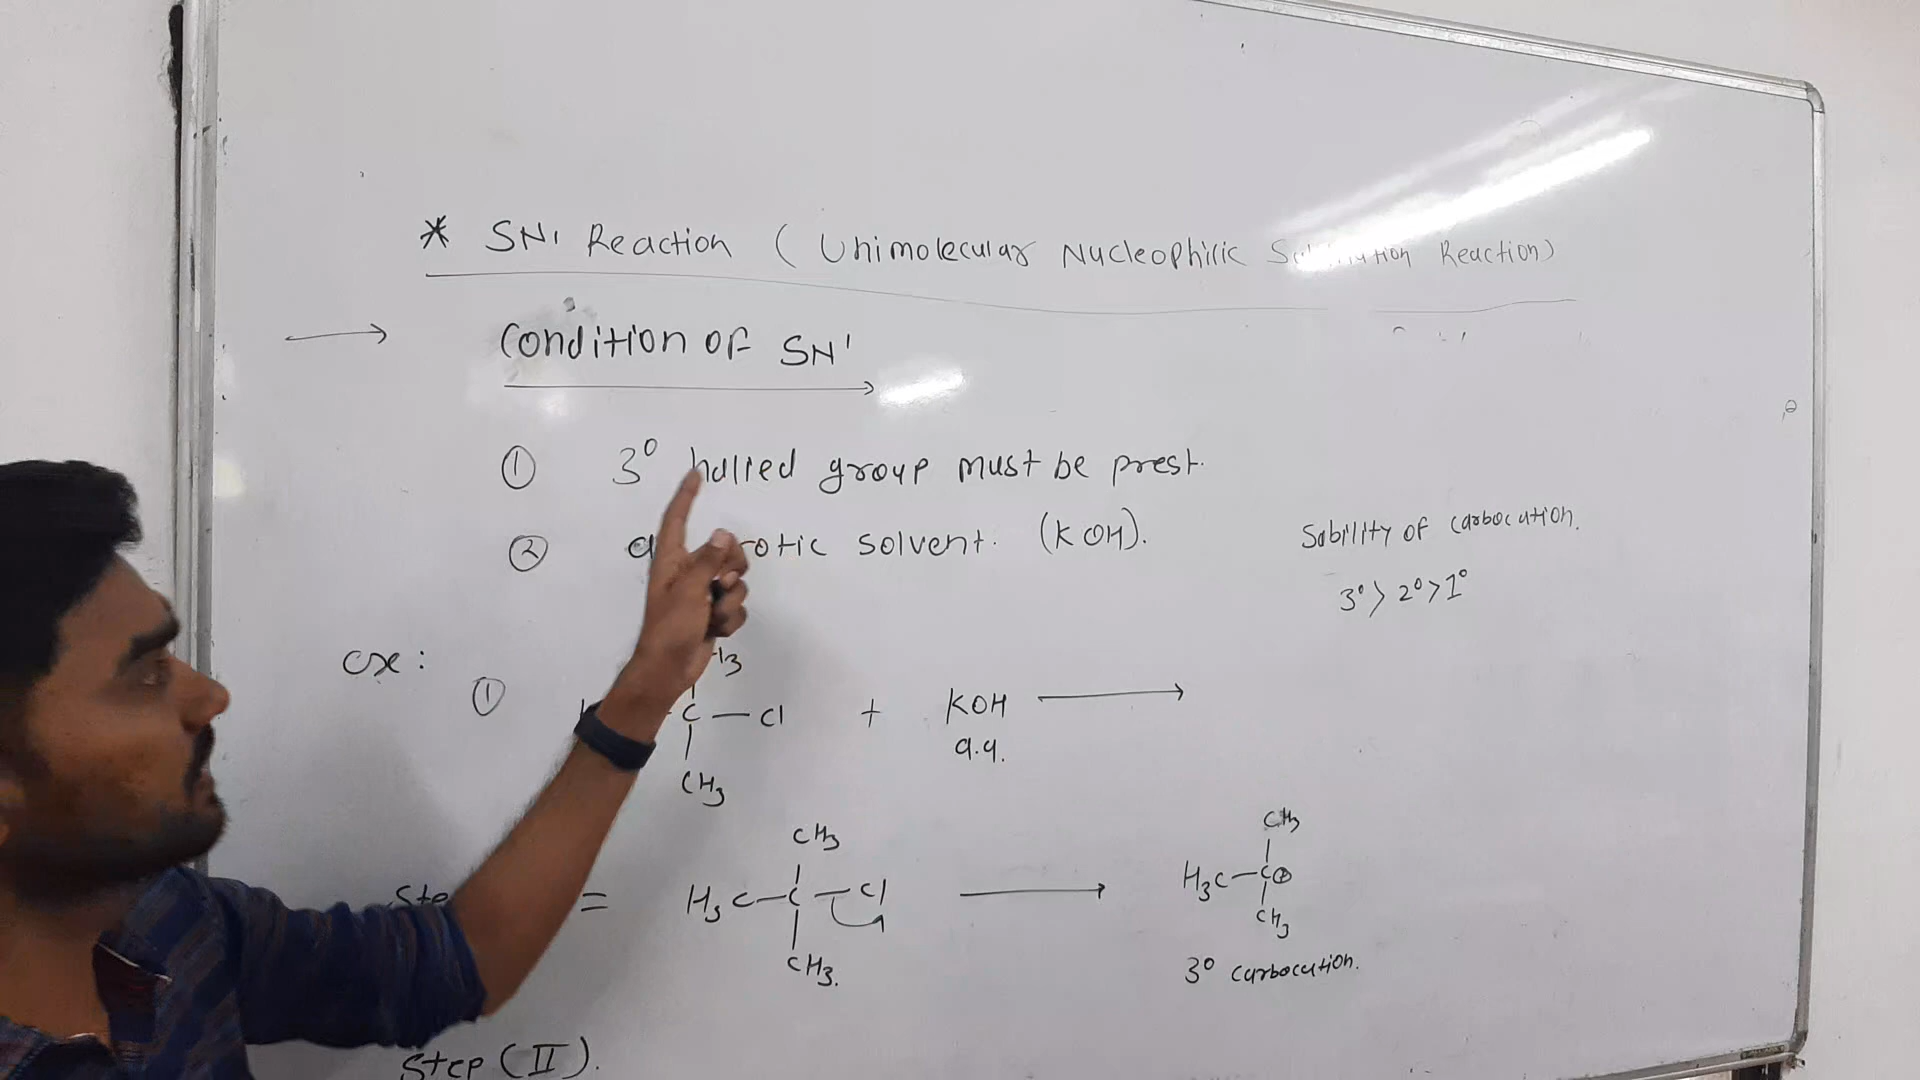 * SN1 Reaction ( Unimolecular Nucleophilic Reaction)
→ Condition of SN1
① 3° halied group must be prest.
② solvent. (KOH).
Sability of carbocation.
3° > 2° > 1°
ex:
① C — Cl + KOH →
a.q.
CH3
CH3
H3C—C—Cl →
CH3.
CH3
H3C—C⊕
CH3
3° carbocation.
Step (II).